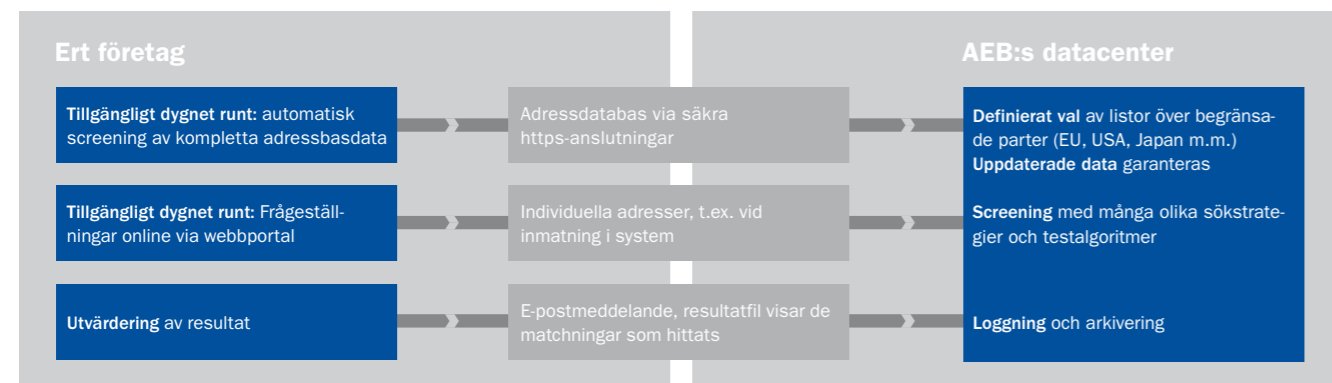 Ert företag
AEB:s datacenter
Tillgängligt dygnet runt: automatisk
screening av kompletta adressbasdata
Adressdatabas via säkra
https-anslutningar
Definierat val av listor över begränsa-
de parter (EU, USA, Japan m.m.)
Uppdaterade data garanteras
Tillgängligt dygnet runt: Frågeställ-
ningar online via webbportal
Individuella adresser, t.ex. vid
inmatning i system
Screening med många olika sökstrate-
gier och testalgoritmer
Utvärdering av resultat
E-postmeddelande, resultatfil visar de
matchningar som hittats
Loggning och arkivering